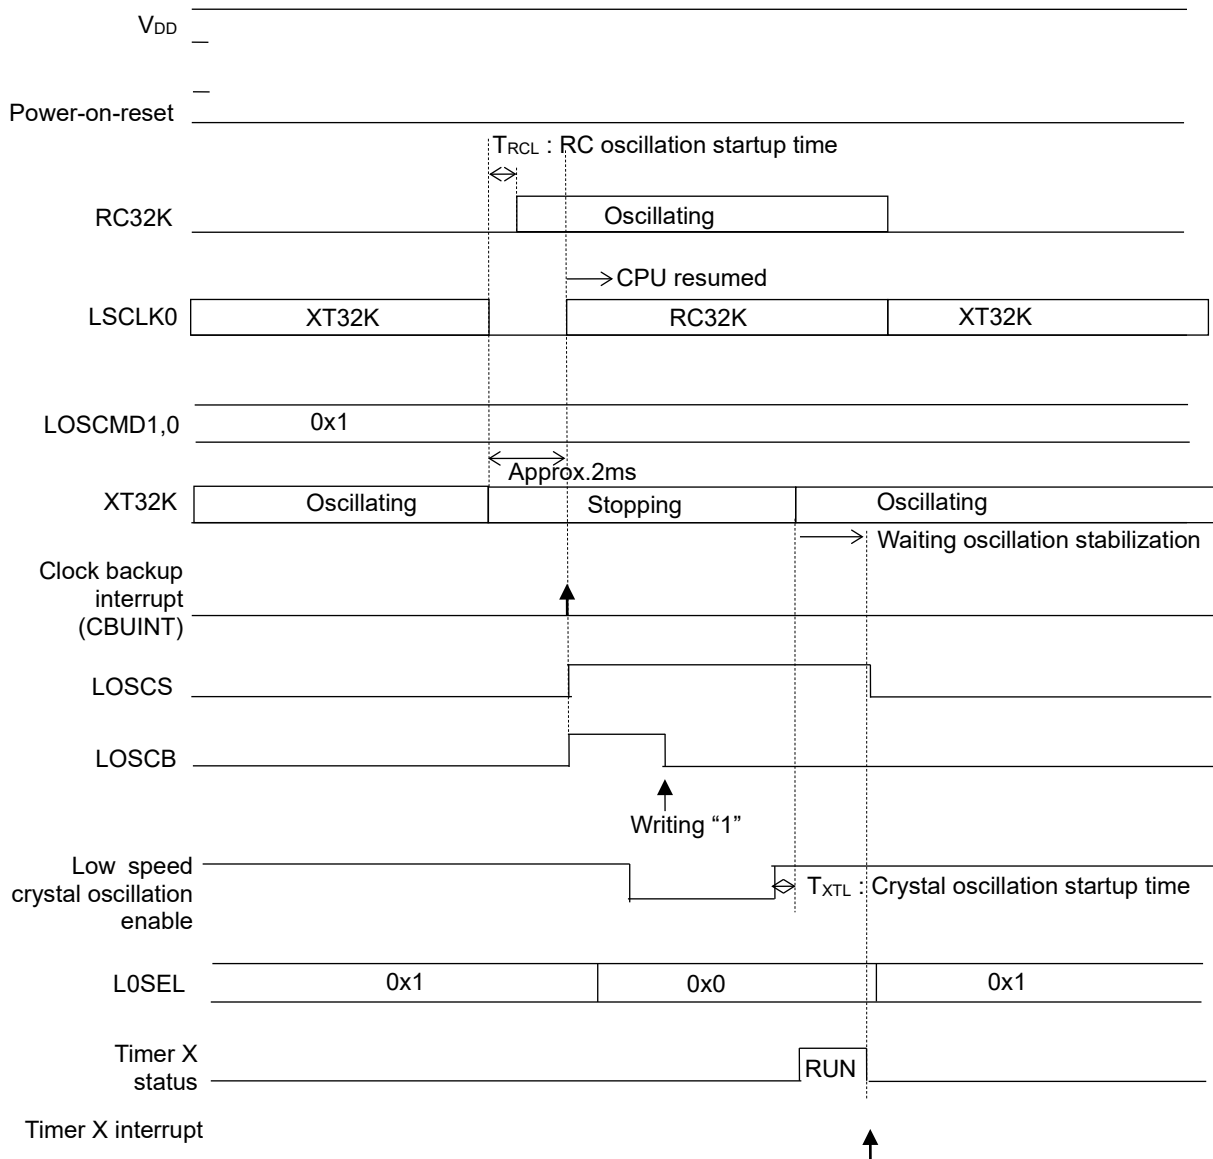 VDD
Power-on-reset
TRCL : RC oscillation startup time
RC32K
Oscillating
CPU resumed
LSCLK0
XT32K
RC32K
XT32K
LOSCMD1,0
0x1
Approx.2ms
XT32K
Oscillating
Stopping
Oscillating
Waiting oscillation stabilization
Clock backup
interrupt
(CBUINT)
LOSCS
LOSCB
Writing “1”
Low speed
crystal oscillation
enable
TXTL : Crystal oscillation startup time
L0SEL
0x1
0x0
0x1
Timer X
status
RUN
Timer X interrupt